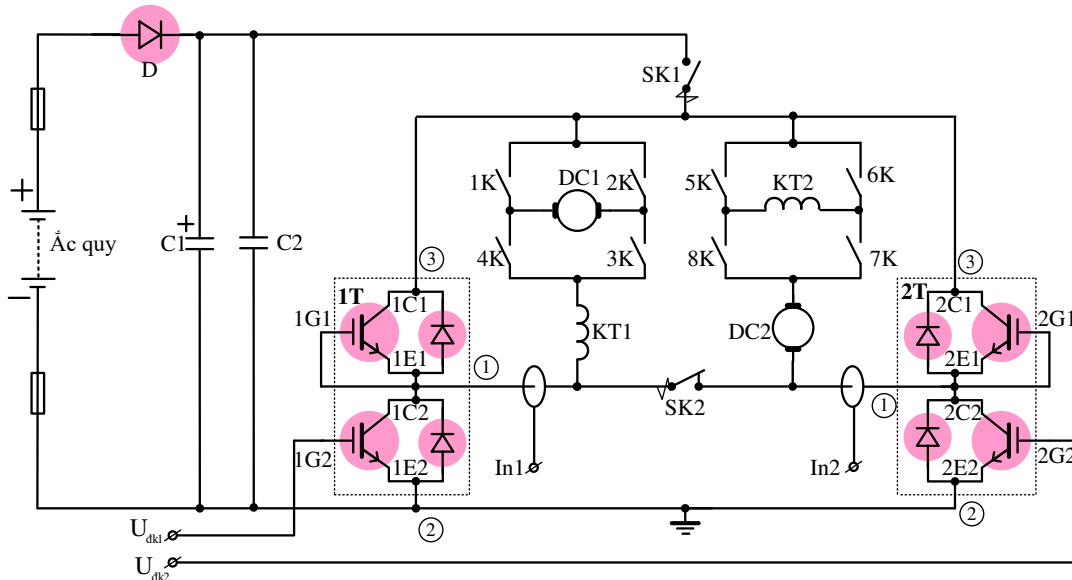 D
SK1
1K
DC1
2K
5K
KT2
6K
+
Ắc quy
+
C1
C2
4K
3K
8K
7K
3
3
1T
1C1
2T
2C1
1G1
2G1
KT1
DC2
1E1
1
2E1
SK2
1
1C2
2C2
1G2
1E2
In1
In2
2E2
2G2
−
Uđk1
2
2
Uđk2